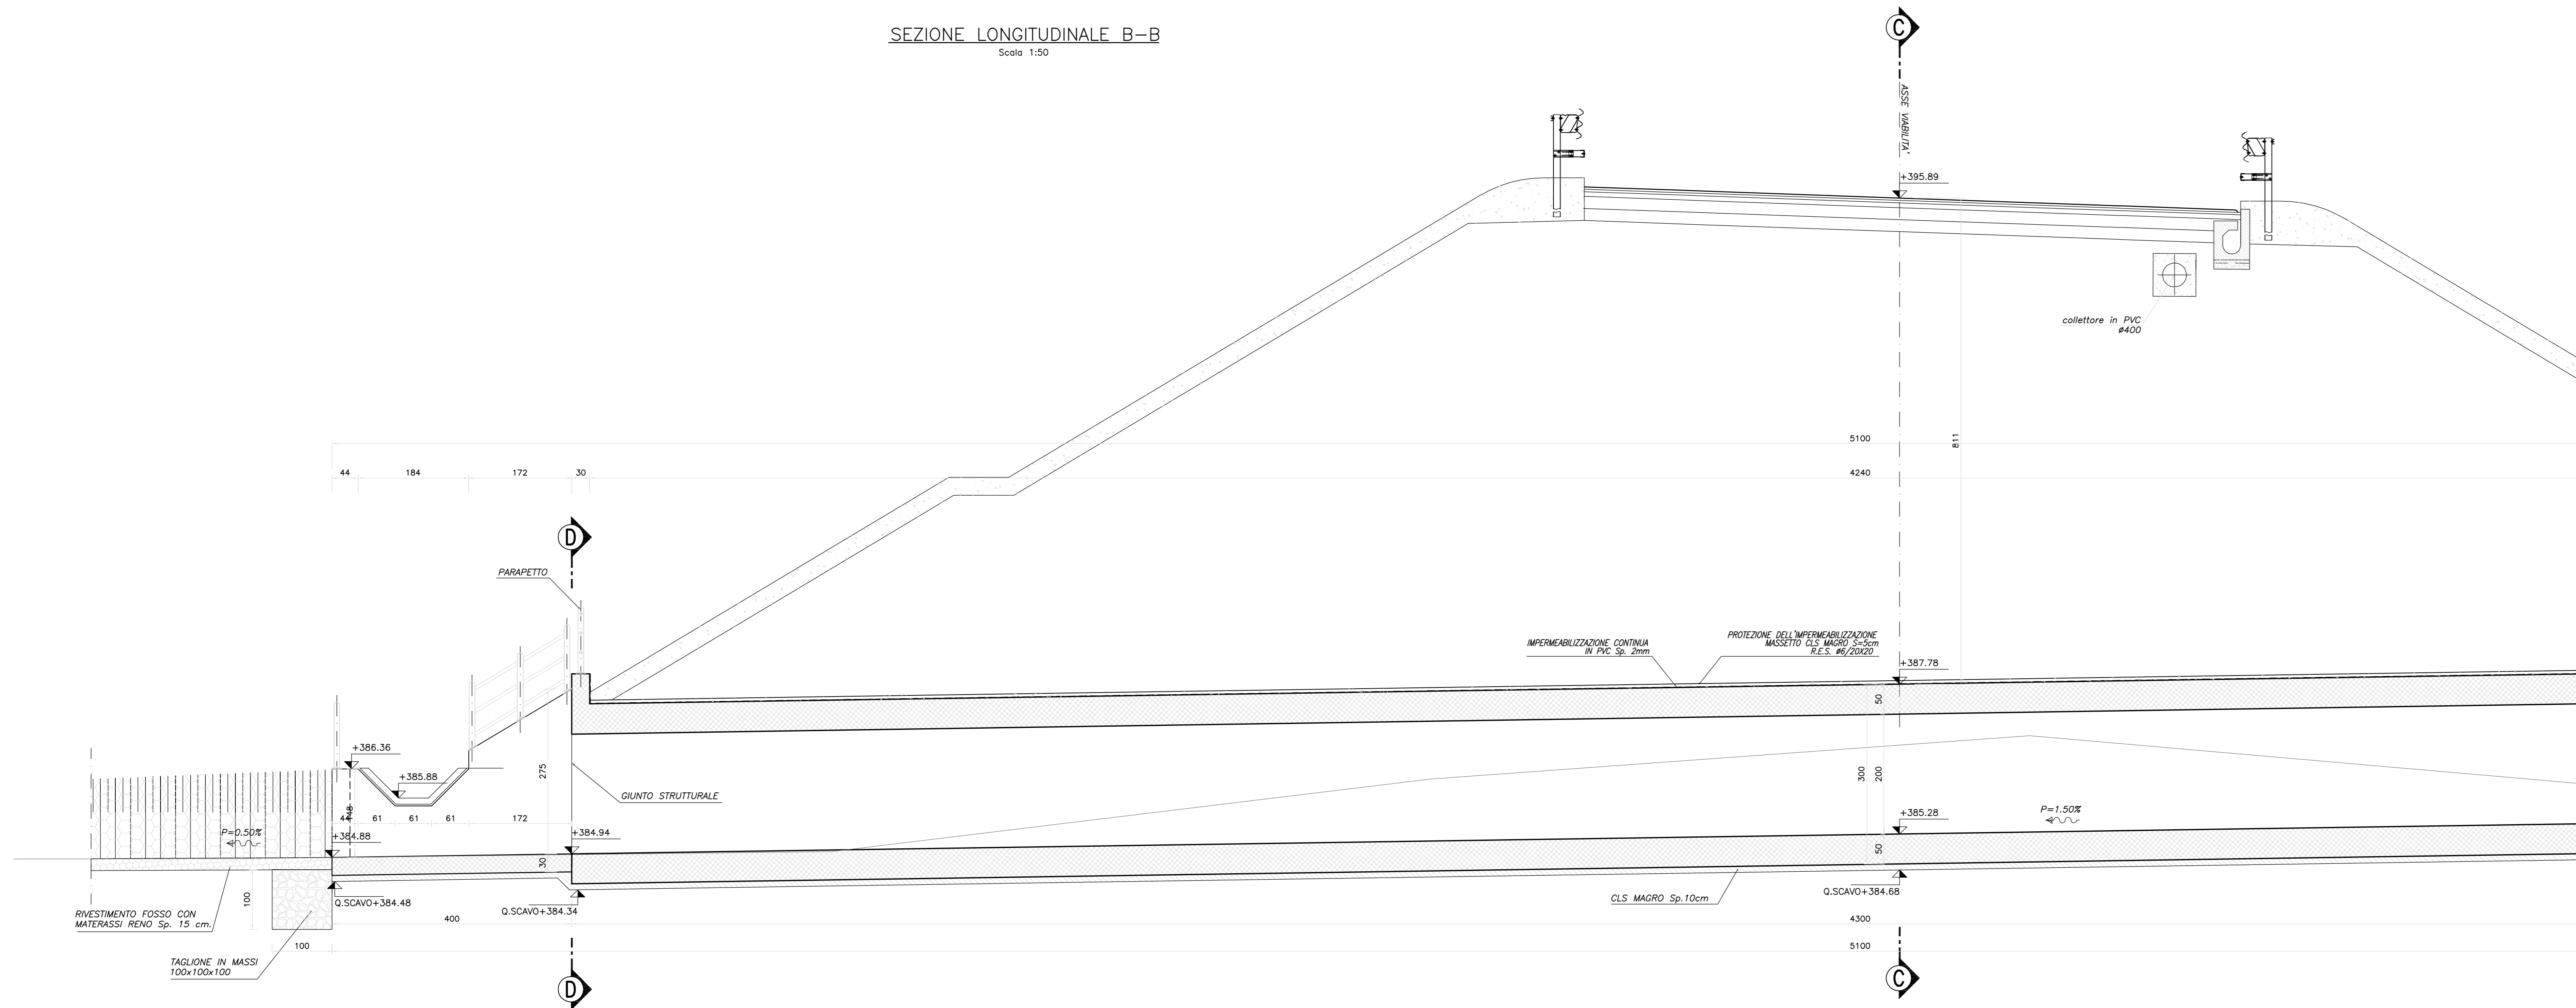 SEZIONE LONGITUDINALE B-B
Scala 1:50
C
ASSE VIABILITA'
+395.89
collettore in PVC
ø400
5100
811
44
184
172
30
4240
D
PARAPETTO
IMPERMEABILIZZAZIONE CONTINUA
IN PVC Sp. 2mm
PROTEZIONE DELL'IMPERMEABILIZZAZIONE
MASSETTO CLS MAGRO S=5cm
R.E.S. ø6/20X20
+387.78
50
+386.36
+385.88
275
GIUNTO STRUTTURALE
300
200
148
44
61
61
61
172
P=0.50%
+384.88
+384.94
+385.28
P=1.50%
30
50
100
Q.SCAVO+384.48
Q.SCAVO+384.34
Q.SCAVO+384.68
CLS MAGRO Sp.10cm
RIVESTIMENTO FOSSO CON
MATERASSI RENO Sp. 15 cm.
400
4300
100
5100
TAGLIONE IN MASSI
100x100x100
D
C